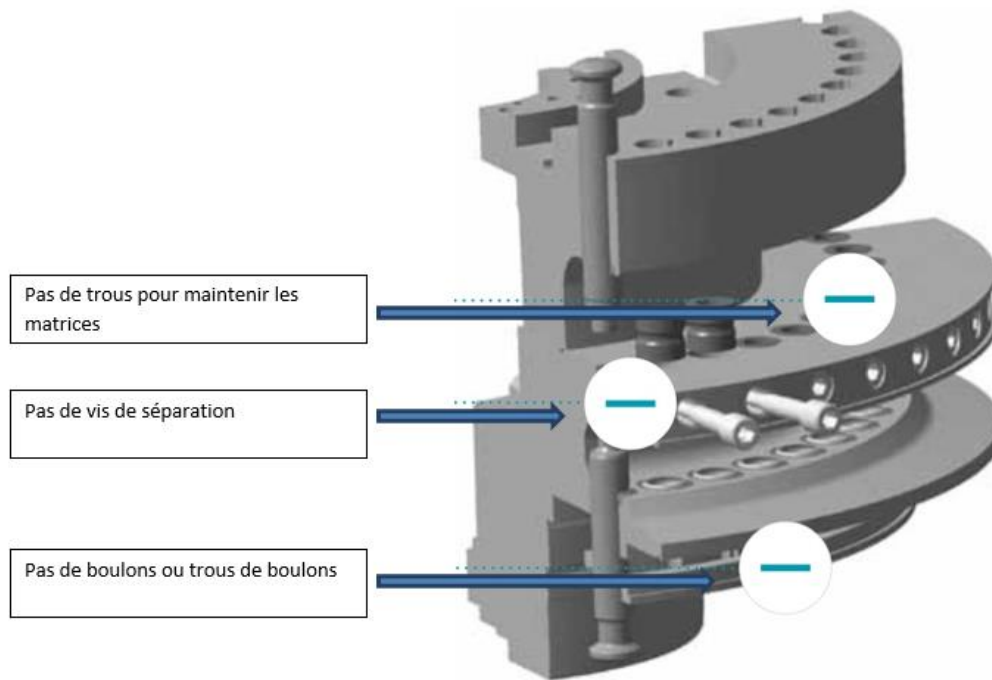 Pas de trous pour maintenir les
matrices
Pas de vis de séparation
Pas de boulons ou trous de boulons